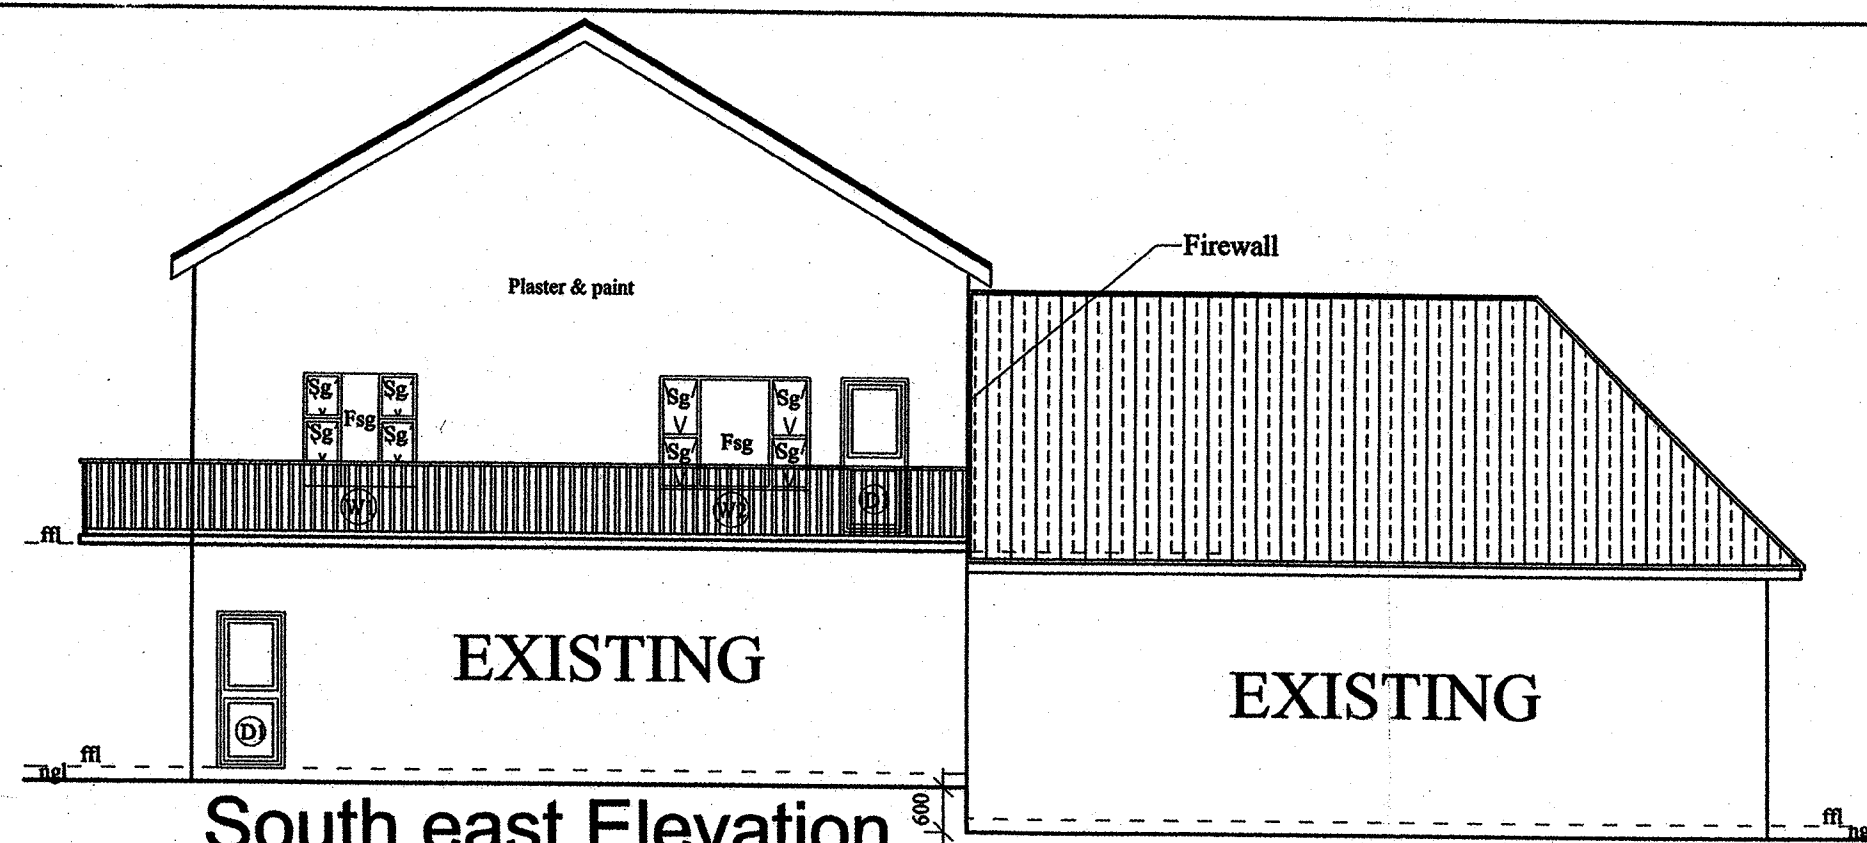 Firewall
Plaster & paint
Sg Sg
Fsg
Sg Sg
Sg Sg
Fsg
Sg Sg
W1 W2
ffl
EXISTING
EXISTING
D1
ffl
ngl
South east Elevation
600
ffl